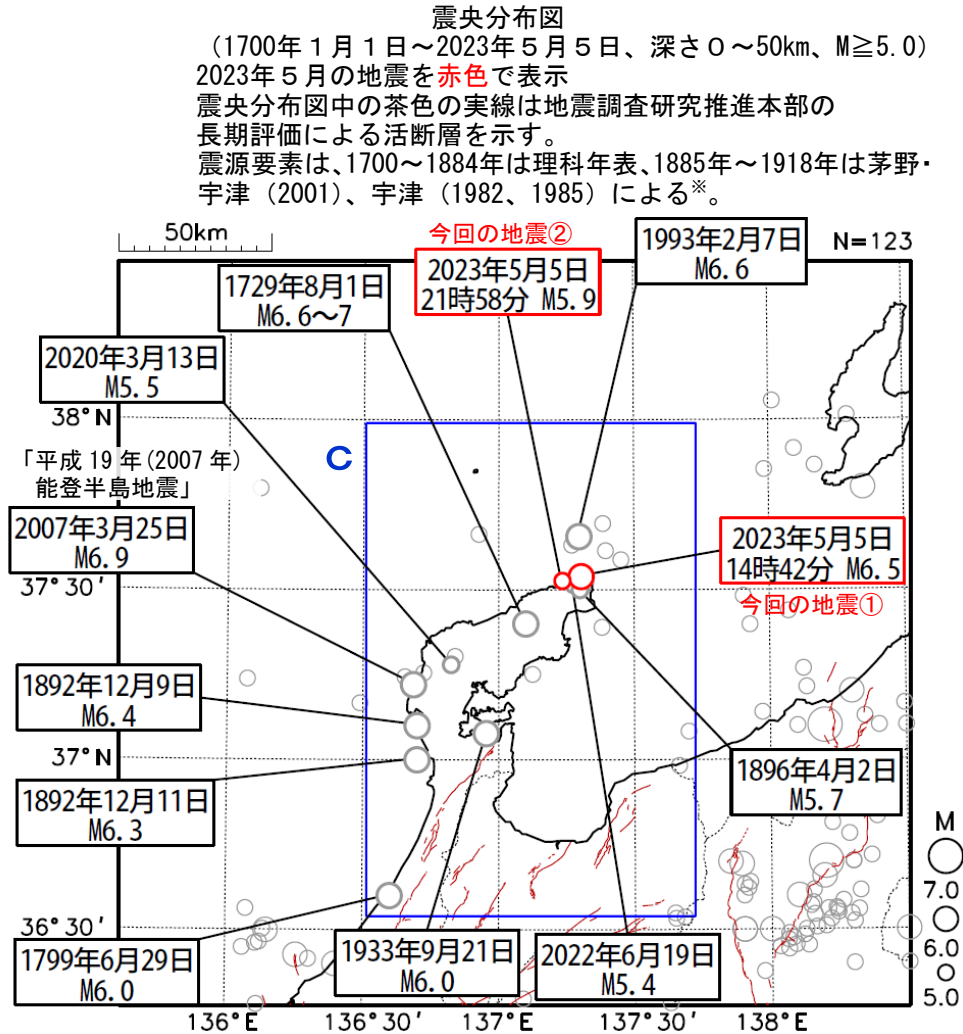 震央分布図
(1700年1月1日~2023年5月5日、深さ0~50km、M≧5.0)
2023年5月の地震を赤色で表示
震央分布図中の茶色の実線は地震調査研究推進本部の
長期評価による活断層を示す。
震源要素は、1700~1884年は理科年表、1885年~1918年は茅野・
宇津(2001)、宇津(1982、1985)による※。
50km
今回の地震②
2023年5月5日
21時58分 M5.9
1993年2月7日
M6.6
N=123
1729年8月1日
M6.6~7
2020年3月13日
M5.5
38°N
C
「平成19年(2007年)
能登半島地震」
2007年3月25日
M6.9
2023年5月5日
14時42分 M6.5
今回の地震①
37°30′
1892年12月9日
M6.4
37°N
1892年12月11日
M6.3
1896年4月2日
M5.7
M
7.0
6.0
5.0
36°30′
1799年6月29日
M6.0
1933年9月21日
M6.0
2022年6月19日
M5.4
136°E
136°30′
137°E
137°30′
138°E